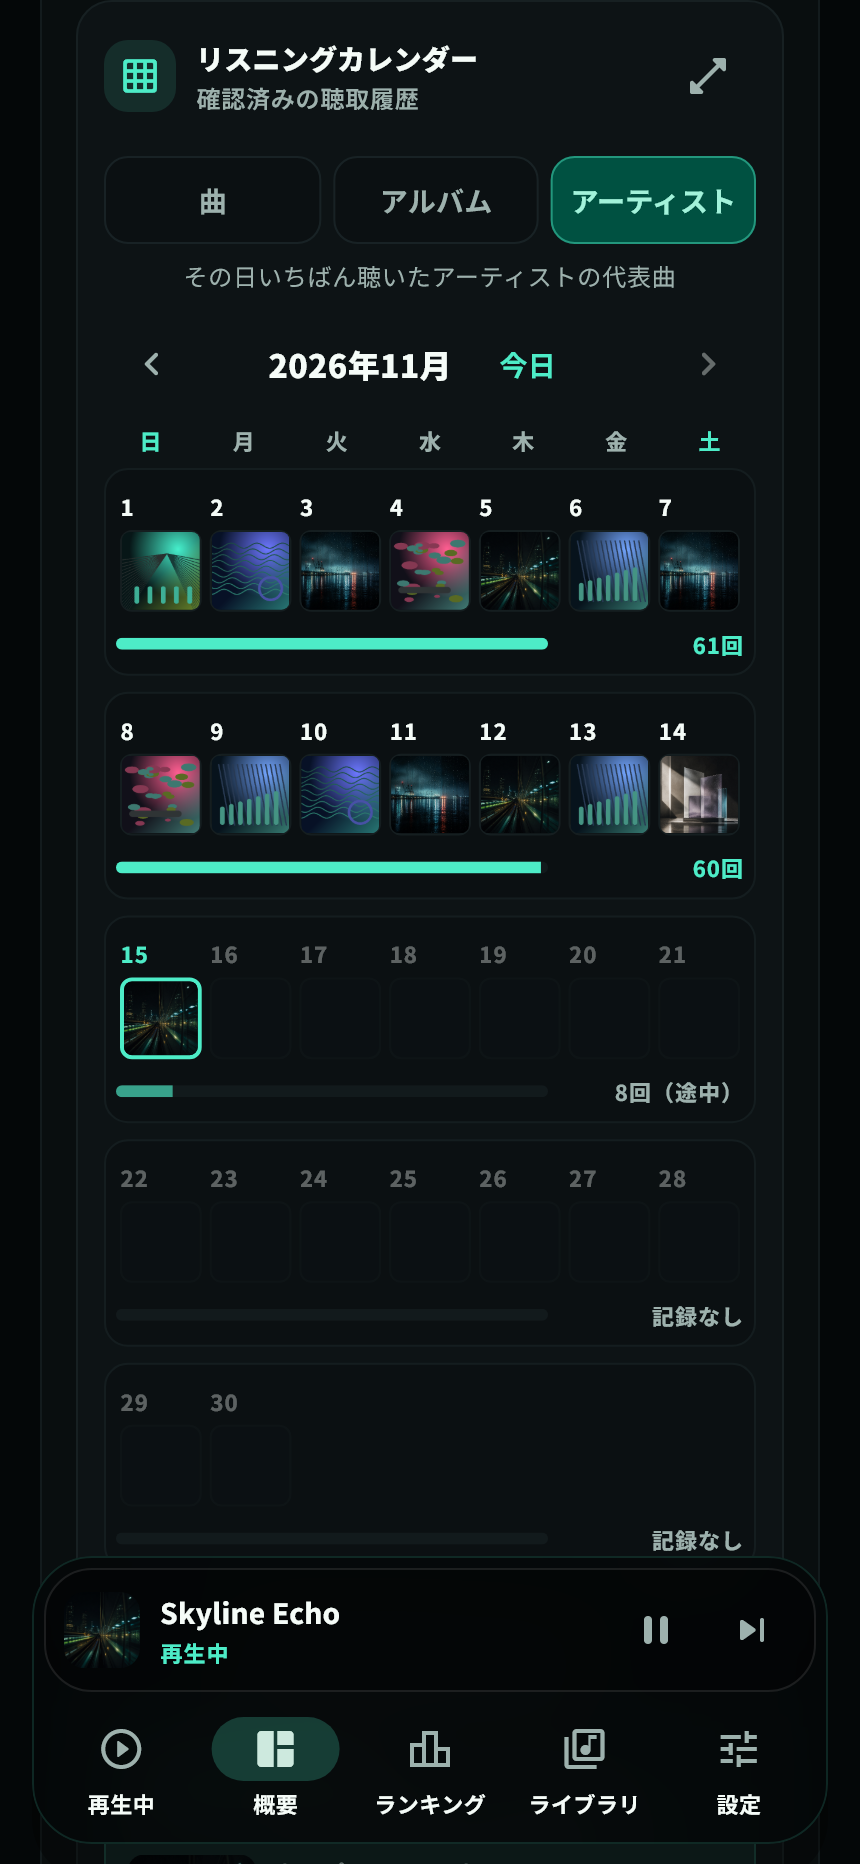 リスニングカレンダー
確認済みの聴取履歴
曲 アルバム アーティスト
その日いちばん聴いたアーティストの代表曲
2026年11月 今日
日 月 火 水 木 金 土
1 2 3 4 5 6 7
61回
8 9 10 11 12 13 14
60回
15 16 17 18 19 20 21
8回（途中）
22 23 24 25 26 27 28
記録なし
29 30
記録なし
Skyline Echo
再生中
再生中 概要 ランキング ライブラリ 設定